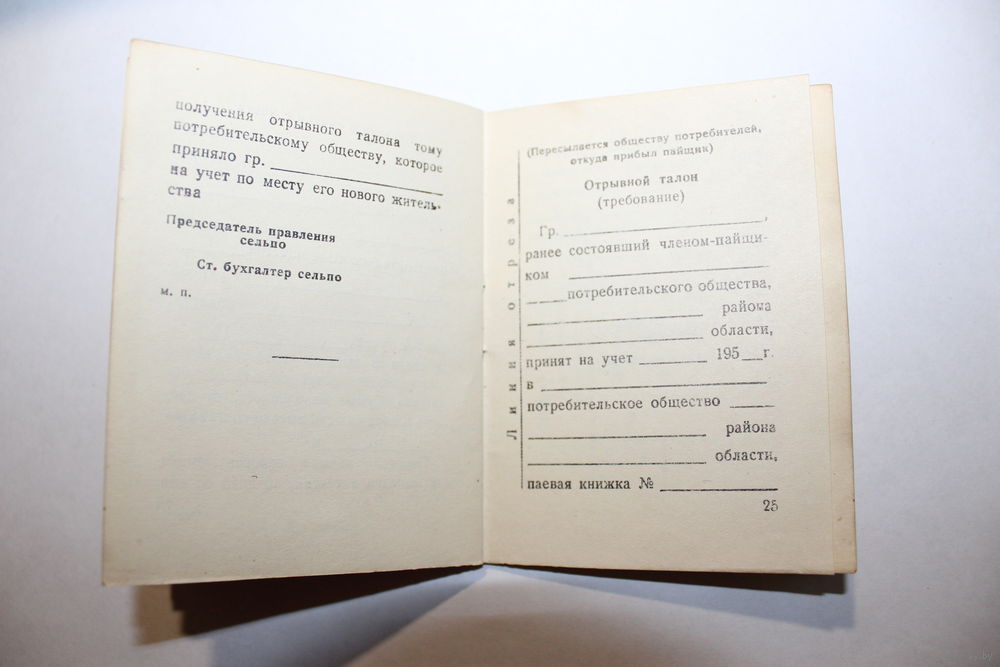 получения отрывного талона тому
потребительскому обществу, которое
приняло гр.
на учет по месту его нового житель-
ства
Председатель правления
сельпо
Ст. бухгалтер сельпо
м. п.
Линия отреза
(Пересылается обществу потребителей,
откуда прибыл пайщик)
Отрывной талон
(требование)
Гр. ,
ранее состоявший членом-пайщи-
ком
потребительского общества,
района
области,
принят на учет 195 г.
в
потребительское общество
района
области,
паевая книжка №
25